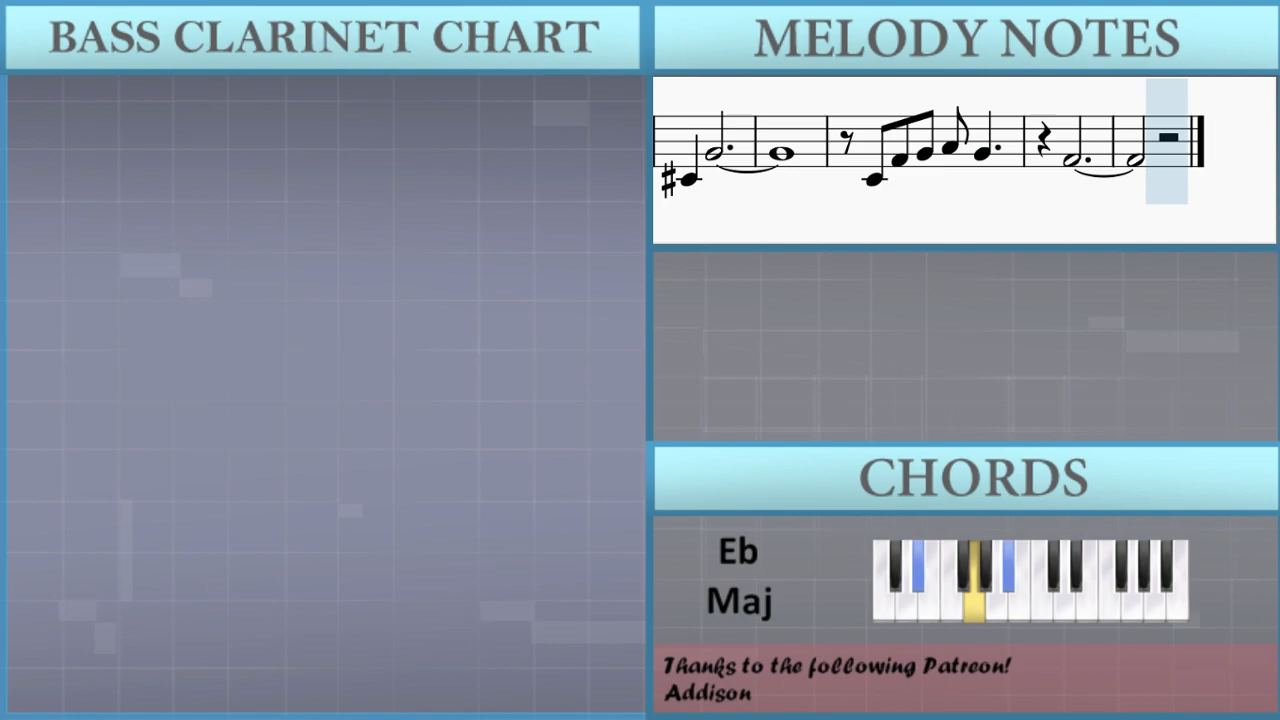 BASS CLARINET CHART
MELODY NOTES
CHORDS
Eb
Maj
Thanks to the following Patreon!
Addison